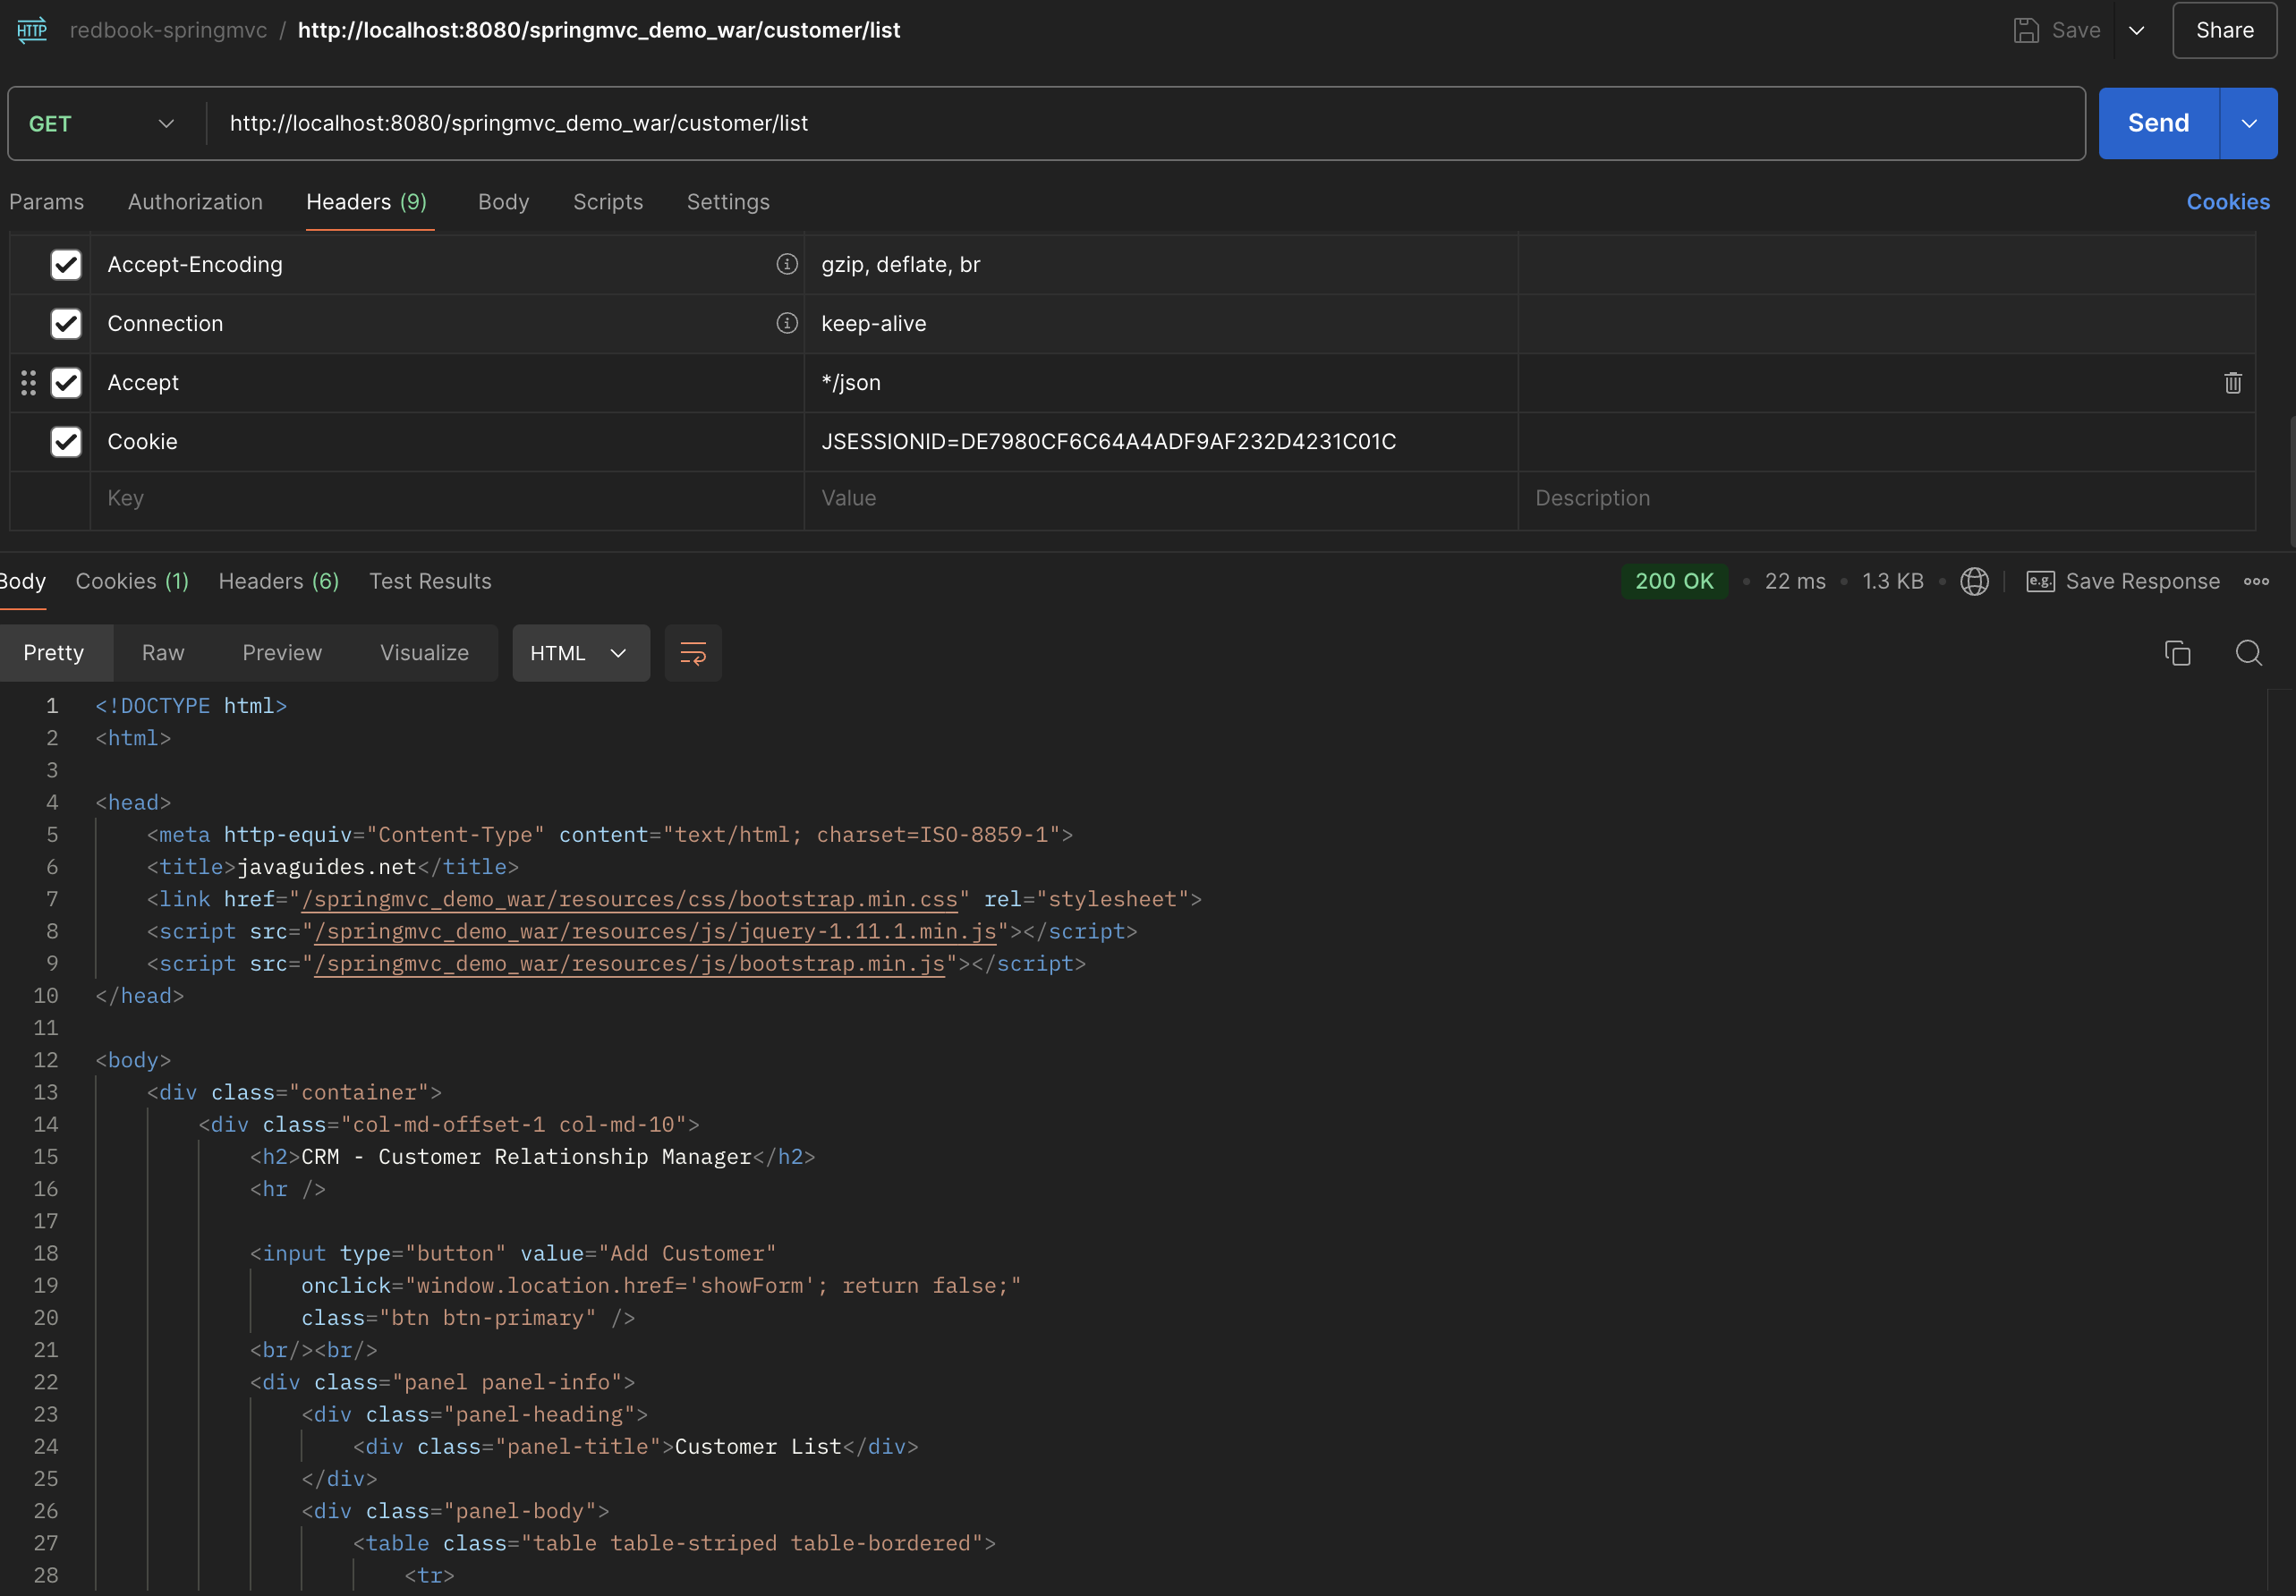 HTTP redbook-springmvc / http://localhost:8080/springmvc_demo_war/customer/list Save Share
GET http://localhost:8080/springmvc_demo_war/customer/list Send
Params Authorization Headers (9) Body Scripts Settings Cookies
Accept-Encoding gzip, deflate, br
Connection keep-alive
Accept */json
Cookie JSESSIONID=DE7980CF6C64A4ADF9AF232D4231C01C
Key Value Description
Body Cookies (1) Headers (6) Test Results 200 OK 22 ms 1.3 KB e.g. Save Response
Pretty Raw Preview Visualize HTML
1 <!DOCTYPE html>
2 <html>
3
4 <head>
5 <meta http-equiv="Content-Type" content="text/html; charset=ISO-8859-1">
6 <title>javaguides.net</title>
7 <link href="/springmvc_demo_war/resources/css/bootstrap.min.css" rel="stylesheet">
8 <script src="/springmvc_demo_war/resources/js/jquery-1.11.1.min.js"></script>
9 <script src="/springmvc_demo_war/resources/js/bootstrap.min.js"></script>
10 </head>
11
12 <body>
13 <div class="container">
14 <div class="col-md-offset-1 col-md-10">
15 <h2>CRM - Customer Relationship Manager</h2>
16 <hr />
17
18 <input type="button" value="Add Customer"
19 onclick="window.location.href='showForm'; return false;"
20 class="btn btn-primary" />
21 <br/><br/>
22 <div class="panel panel-info">
23 <div class="panel-heading">
24 <div class="panel-title">Customer List</div>
25 </div>
26 <div class="panel-body">
27 <table class="table table-striped table-bordered">
28 <tr>